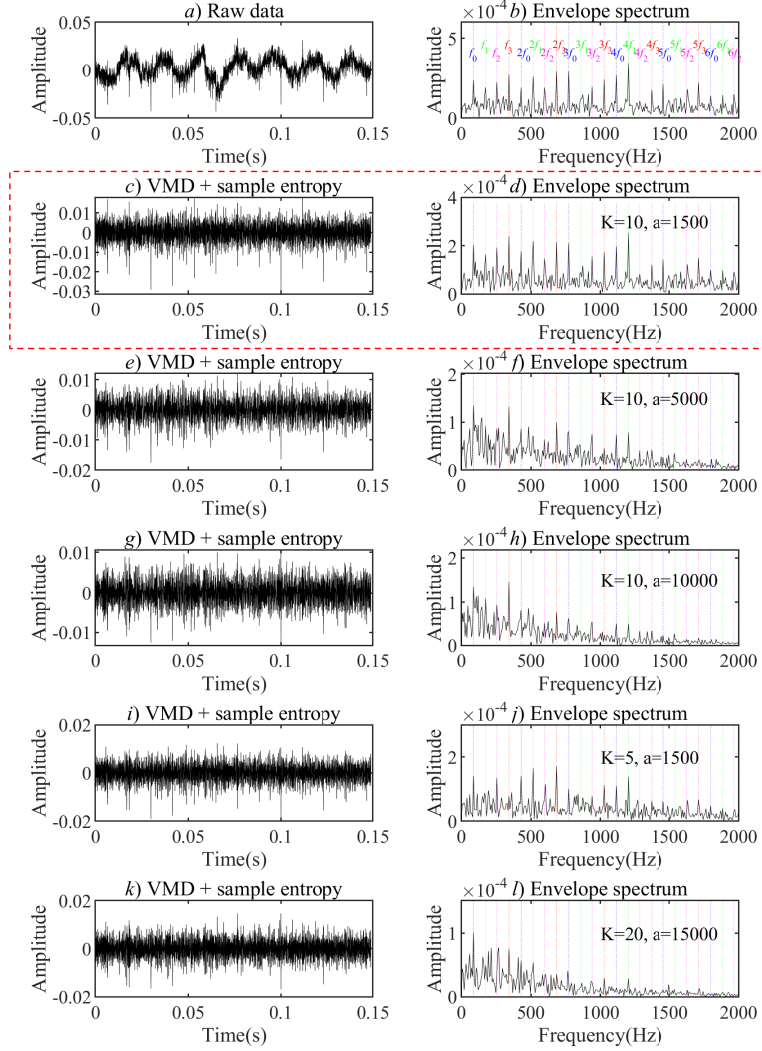 a) Raw data
Amplitude
0.05
0
-0.05
0 0.05 0.1 0.15
Time(s)
×10⁻⁴ b) Envelope spectrum
Amplitude
5
0
f₀ f₁ f₂ f₃ 2f₀ 2f₁ 2f₂ 2f₃ 3f₀ 3f₁ 3f₂ 3f₃ 4f₀ 4f₁ 4f₂ 4f₃ 5f₀ 5f₁ 5f₂ 5f₃ 6f₀ 6f₁ 6f₂
0 500 1000 1500 2000
Frequency(Hz)
c) VMD + sample entropy
Amplitude
0.01
0
-0.01
-0.02
-0.03
0 0.05 0.1 0.15
Time(s)
×10⁻⁴ d) Envelope spectrum
Amplitude
4
2
0
K=10, a=1500
0 500 1000 1500 2000
Frequency(Hz)
e) VMD + sample entropy
Amplitude
0.01
0
-0.01
-0.02
0 0.05 0.1 0.15
Time(s)
×10⁻⁴ f) Envelope spectrum
Amplitude
2
1
0
K=10, a=5000
0 500 1000 1500 2000
Frequency(Hz)
g) VMD + sample entropy
Amplitude
0.01
0
-0.01
0 0.05 0.1 0.15
Time(s)
×10⁻⁴ h) Envelope spectrum
Amplitude
2
1
0
K=10, a=10000
0 500 1000 1500 2000
Frequency(Hz)
i) VMD + sample entropy
Amplitude
0.02
0
-0.02
0 0.05 0.1 0.15
Time(s)
×10⁻⁴ j) Envelope spectrum
Amplitude
2
0
K=5, a=1500
0 500 1000 1500 2000
Frequency(Hz)
k) VMD + sample entropy
Amplitude
0.02
0
-0.02
0 0.05 0.1 0.15
Time(s)
×10⁻⁴ l) Envelope spectrum
Amplitude
1
0
K=20, a=15000
0 500 1000 1500 2000
Frequency(Hz)